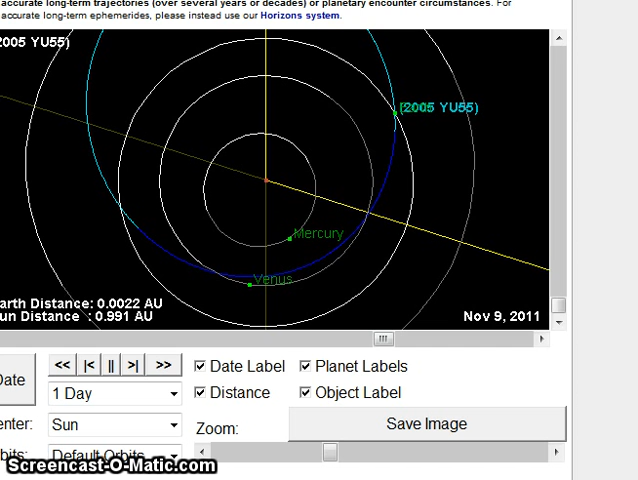 accurate long-term trajectories (over several years or decades) or planetary encounter circumstances. For
accurate long-term ephemerides, please instead use our Horizons system.
2005 YU55)
(2005 YU55)
Mercury
Venus
arth Distance: 0.0022 AU
un Distance : 0.991 AU
Nov 9, 2011
ate
<< |< || >| >>
Date Label
Planet Labels
1 Day
Distance
Object Label
enter:
Sun
Zoom:
Save Image
bits:
Default Orbits
Screencast-O-Matic.com